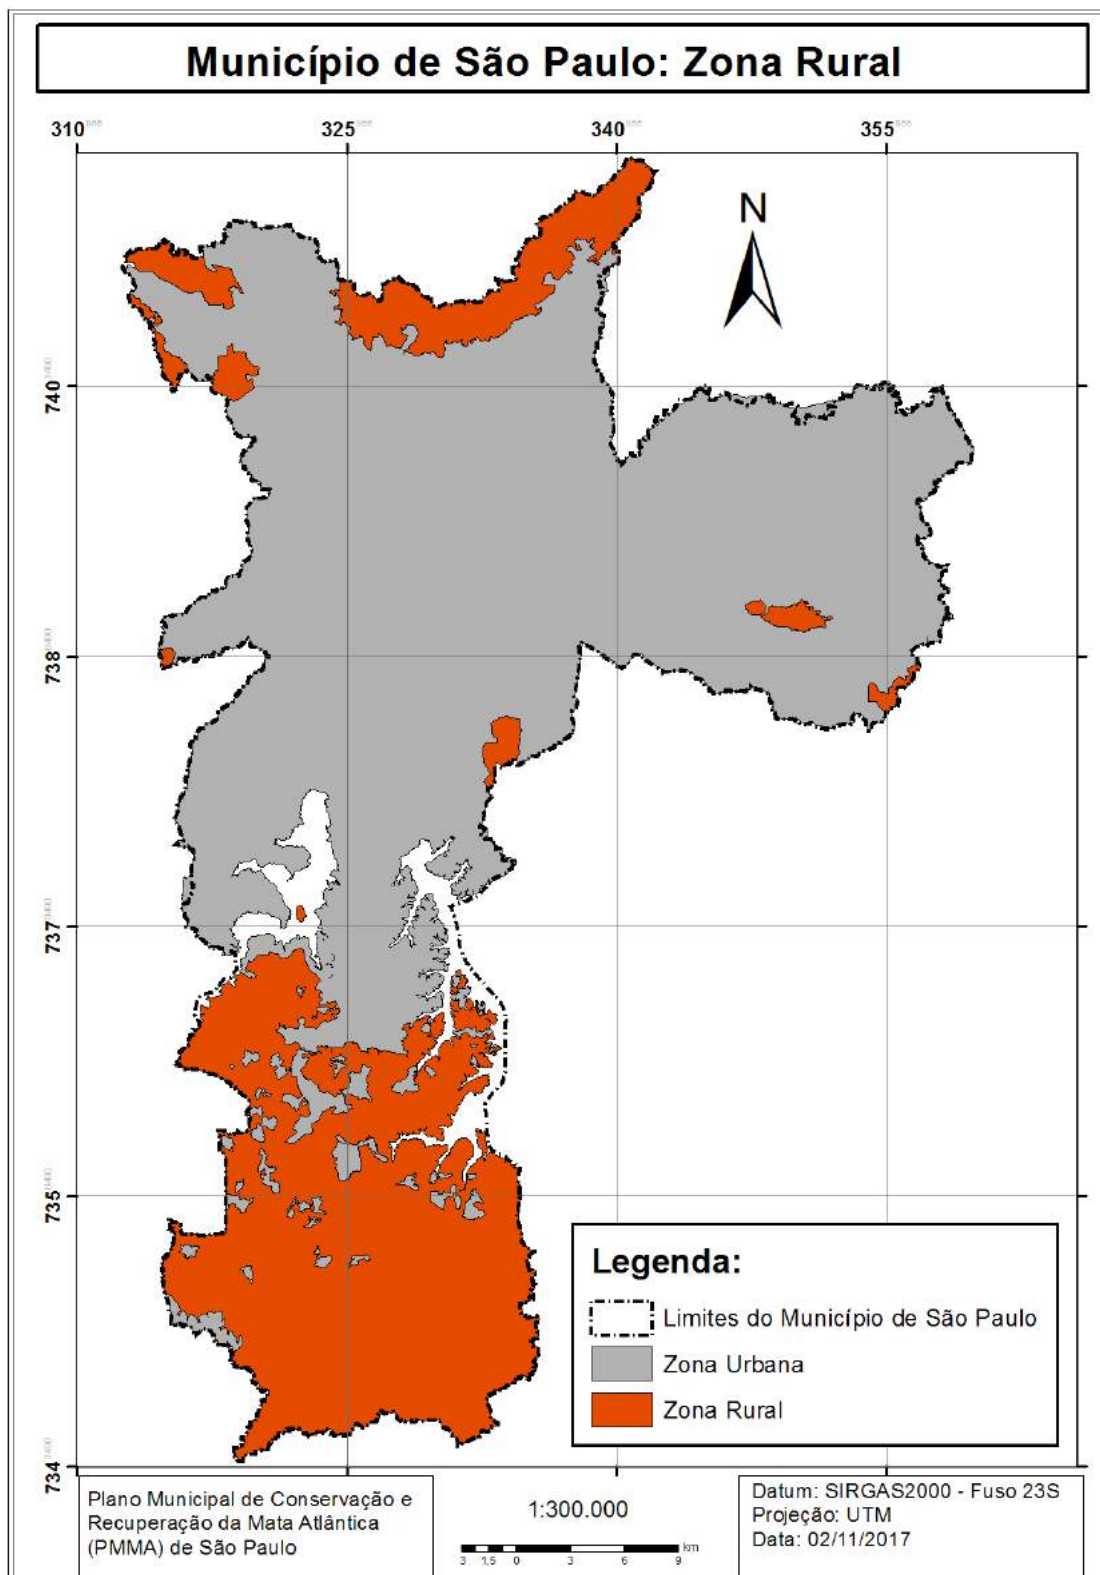 Município de São Paulo: Zona Rural
310
325
340
355
N
740
738
737
735
734
Legenda:
Limites do Município de São Paulo
Zona Urbana
Zona Rural
Plano Municipal de Conservação e
Recuperação da Mata Atlântica
(PMMA) de São Paulo
1:300.000
3 1,5 0 3 6 9 km
Datum: SIRGAS2000 - Fuso 23S
Projeção: UTM
Data: 02/11/2017